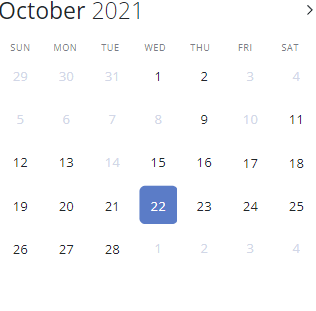 October 2021
SUN MON TUE WED THU FRI SAT
29 30 31 1 2 3 4
5 6 7 8 9 10 11
12 13 14 15 16 17 18
19 20 21 22 23 24 25
26 27 28 1 2 3 4